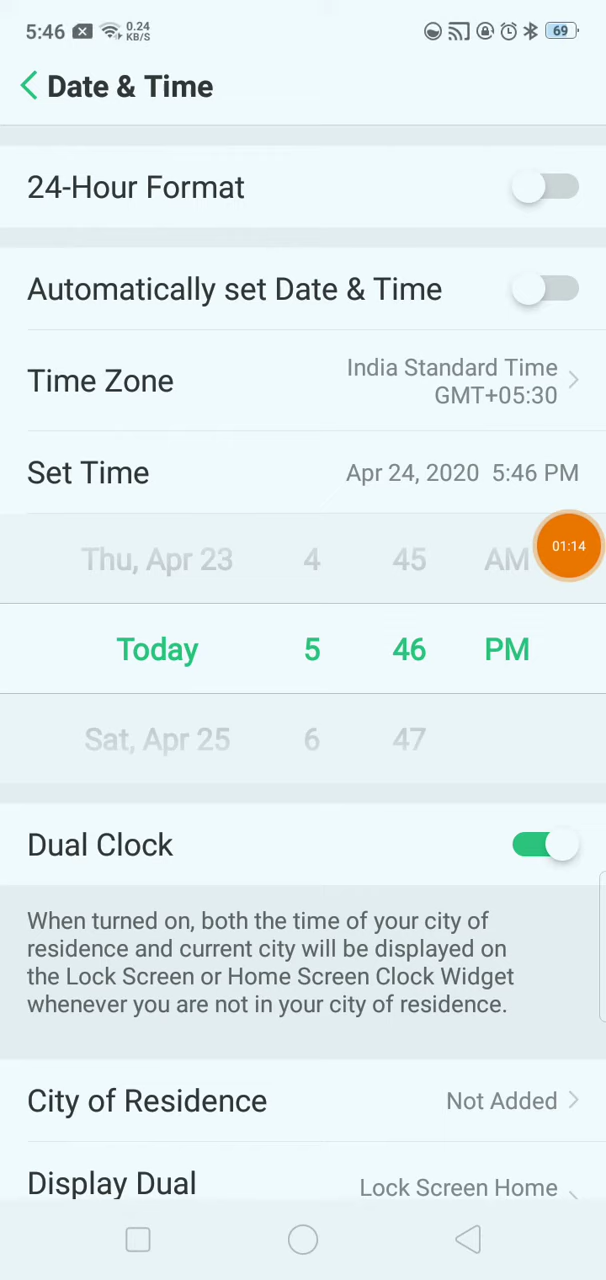 5:46 0.24 KB/S 69
Date & Time
24-Hour Format
Automatically set Date & Time
Time Zone India Standard Time
GMT+05:30
Set Time Apr 24, 2020 5:46 PM
Thu, Apr 23 4 45 AM 01:14
Today 5 46 PM
Sat, Apr 25 6 47
Dual Clock
When turned on, both the time of your city of
residence and current city will be displayed on
the Lock Screen or Home Screen Clock Widget
whenever you are not in your city of residence.
City of Residence Not Added
Display Dual Lock Screen Home